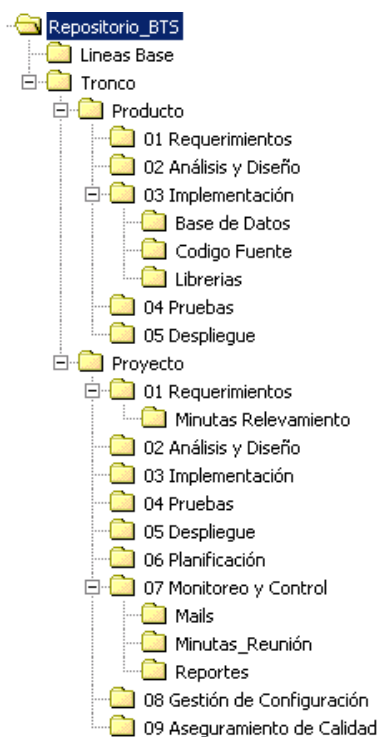 Repositorio_BTS
Lineas Base
Tronco
Producto
01 Requerimientos
02 Análisis y Diseño
03 Implementación
Base de Datos
Codigo Fuente
Librerias
04 Pruebas
05 Despliegue
Proyecto
01 Requerimientos
Minutas Relevamiento
02 Análisis y Diseño
03 Implementación
04 Pruebas
05 Despliegue
06 Planificación
07 Monitoreo y Control
Mails
Minutas_Reunión
Reportes
08 Gestión de Configuración
09 Aseguramiento de Calidad